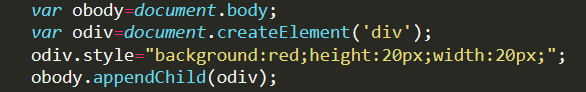 var obody=document.body;
var odiv=document.createElement('div');
odiv.style="background:red;height:20px;width:20px;";
obody.appendChild(odiv);